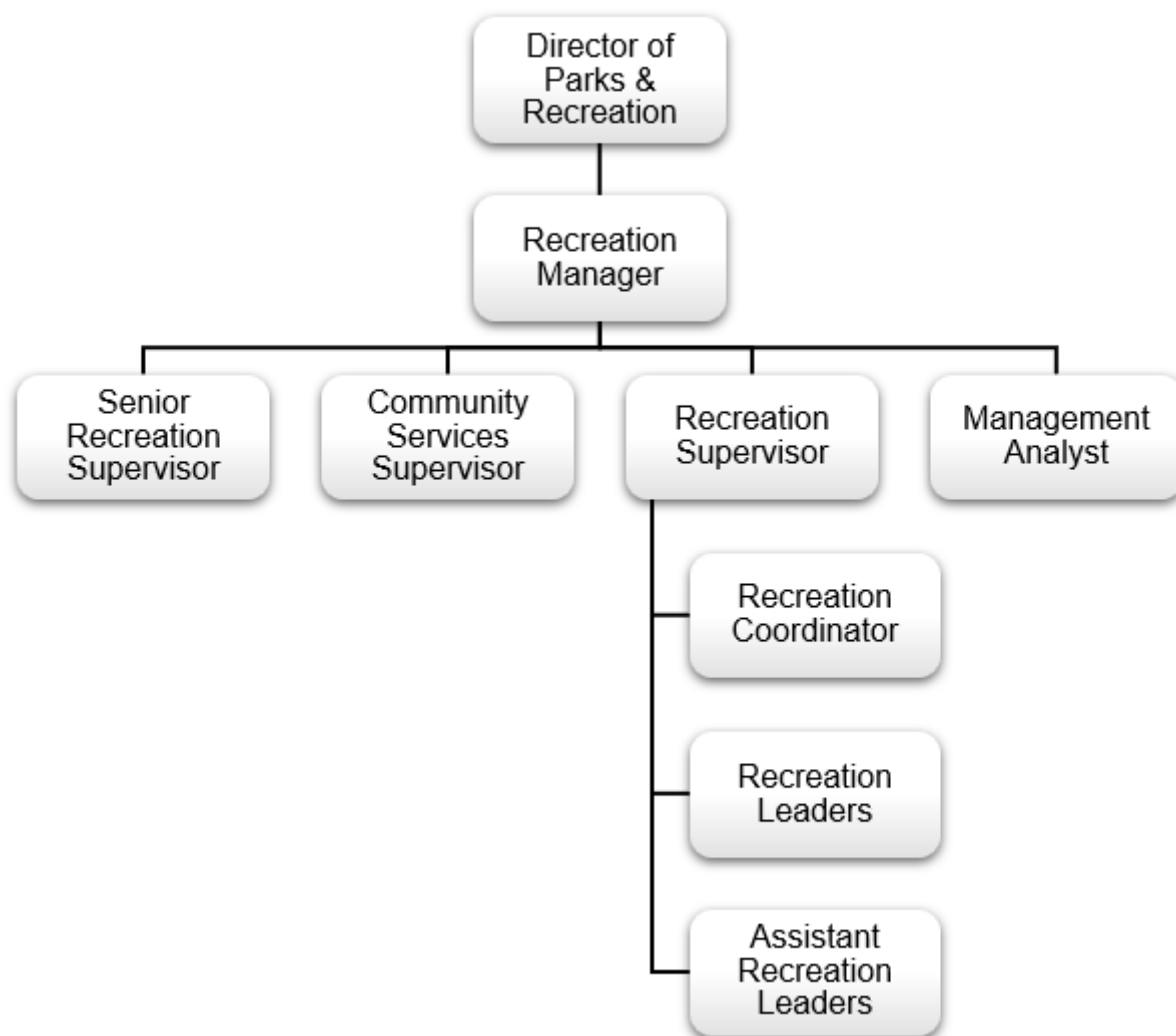 Director of
Parks &
Recreation
Recreation
Manager
Senior
Recreation
Supervisor
Community
Services
Supervisor
Recreation
Supervisor
Management
Analyst
Recreation
Coordinator
Recreation
Leaders
Assistant
Recreation
Leaders